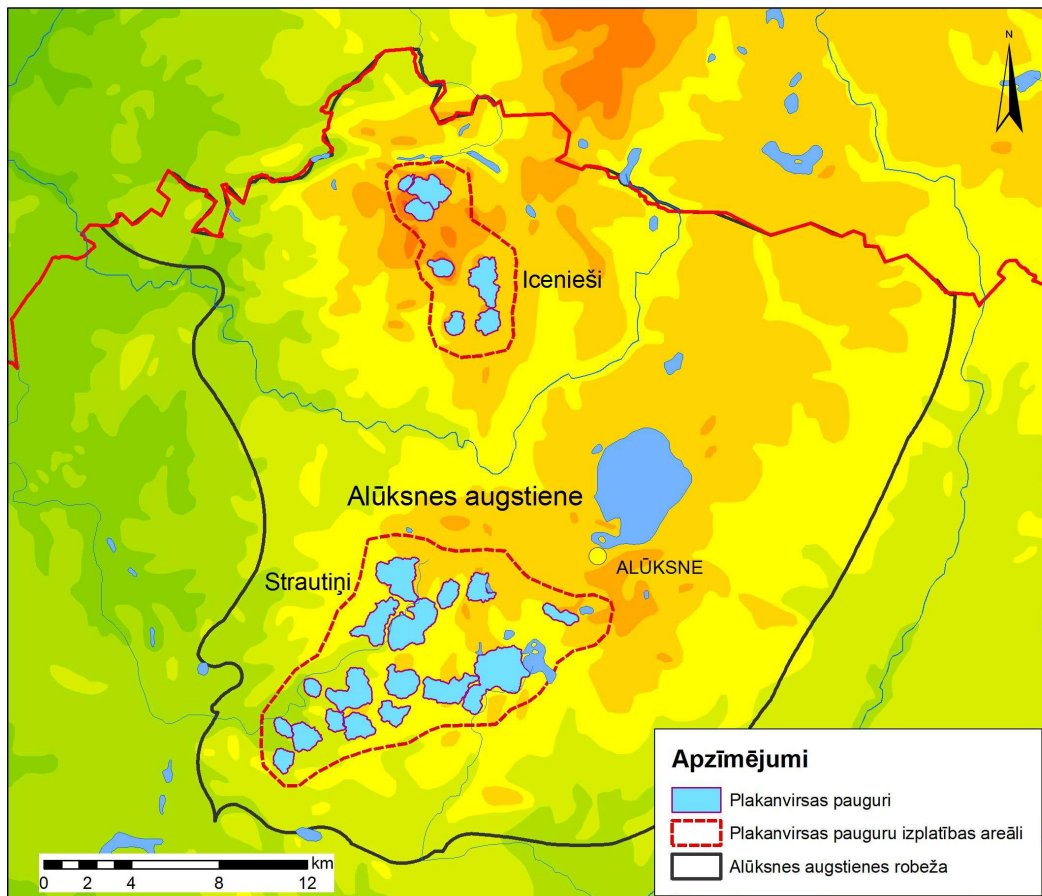 N
Icenieši
Alūksnes augstiene
ALŪKSNE
Strautiņi
Apzīmējumi
Plakanvirsas pauguri
Plakanvirsas pauguru izplatības areāli
Alūksnes augstienes robeža
km
0 2 4 8 12